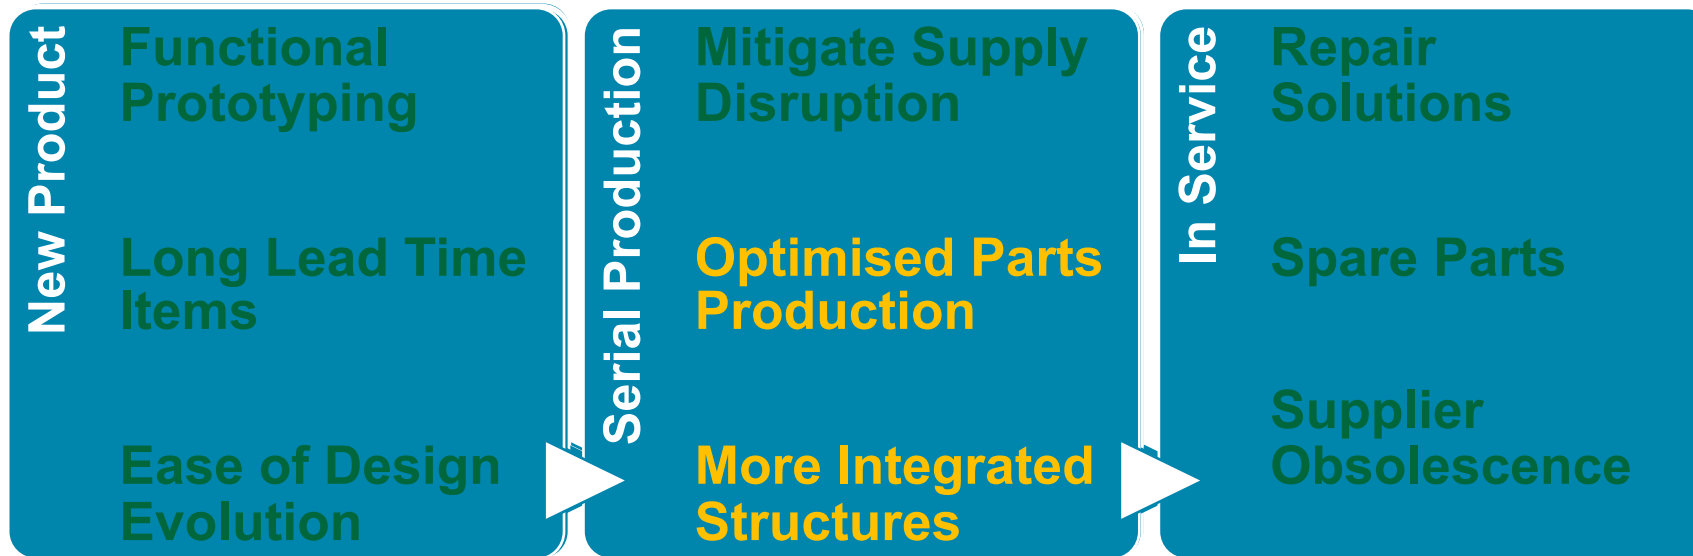 New Product
Functional
Prototyping
Long Lead Time
Items
Ease of Design
Evolution
Serial Production
Mitigate Supply
Disruption
Optimised Parts
Production
More Integrated
Structures
In Service
Repair
Solutions
Spare Parts
Supplier
Obsolescence